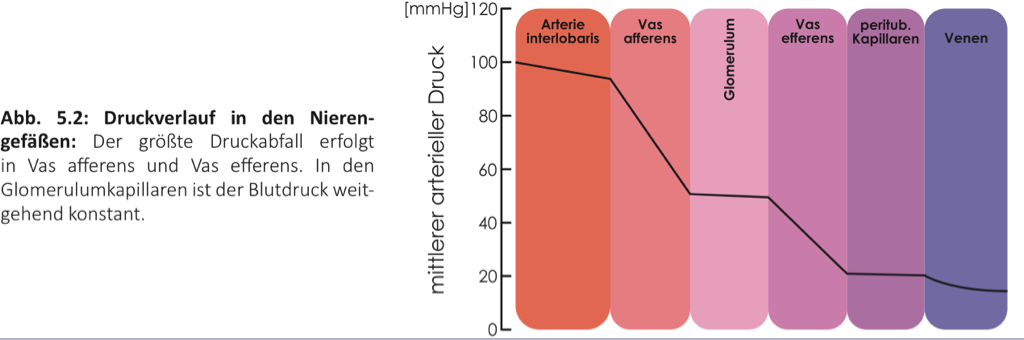 Abb. 5.2: Druckverlauf in den Nieren-
gefäßen: Der größte Druckabfall erfolgt
in Vas afferens und Vas efferens. In den
Glomerulumkapillaren ist der Blutdruck weit-
gehend konstant.
[mmHg]
mittlerer arterieller Druck
120
100
80
60
40
20
0
Arterie
interlobaris
Vas
afferens
Glomerulum
Vas
efferens
peritub.
Kapillaren
Venen